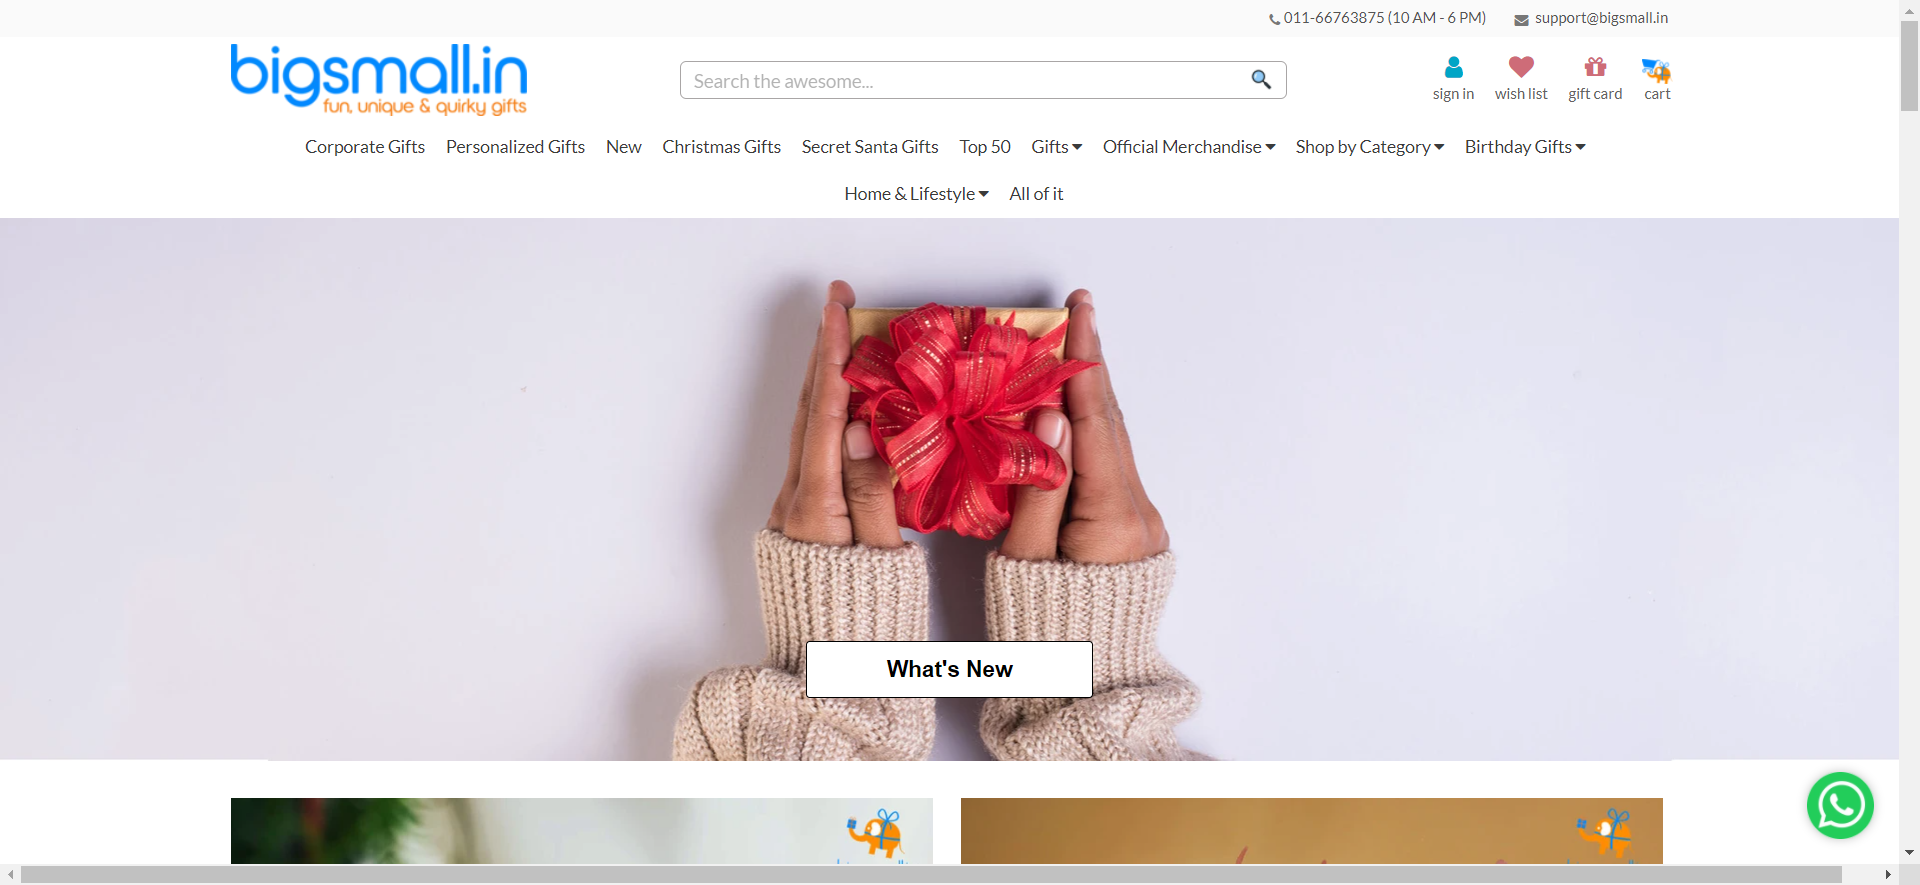 011-66763875 (10 AM - 6 PM) support@bigsmall.in
bigsmall.in
fun, unique & quirky gifts
Search the awesome...
sign in wish list gift card cart
Corporate Gifts Personalized Gifts New Christmas Gifts Secret Santa Gifts Top 50 Gifts Official Merchandise Shop by Category Birthday Gifts
Home & Lifestyle All of it
What's New